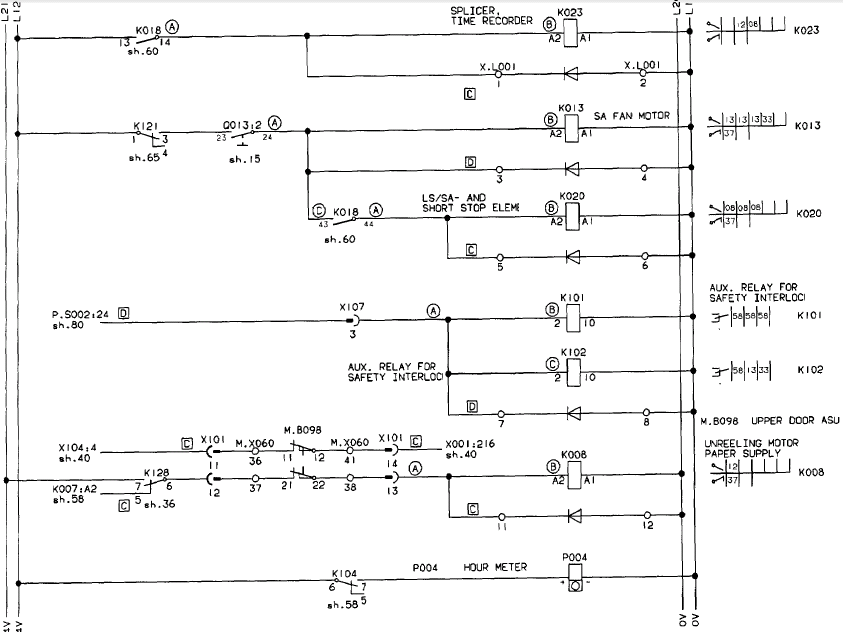 L21 L12 L20 L1
SPLICER,
TIME RECORDER
K023
K018 A B
13 14 A2 A1 12 08 K023
sh.60
X.L001 X.L001
1 2
C
K013
K121 Q013:2 A B SA FAN MOTOR 13 13 13 33
1 3 23 24 A2 A1 37 K013
4
sh.65 sh.15
D
3 4
LS/SA- AND K020
C K018 A SHORT STOP ELEME B 08 08 08
43 44 A2 A1 37 K020
sh.60
C
5 6
AUX. RELAY FOR
SAFETY INTERLOCI
P.S002:24 D X107 A K101
sh.80 3 B 2 10 58 58 58 K101
AUX. RELAY FOR K102
SAFETY INTERLOCI C 2 10 58 13 33 K102
D
7 8
M.B098 UPPER DOOR ASU
M.B098
X104:4 C X101 M.X060 M.X060 X101 C X001:216
sh.40 11 36 11 12 41 14 sh.40
UNREELING MOTOR
PAPER SUPPLY
K128 K008
7 6 12 37 21 22 38 13 A B A2 A1 12 37 K008
K007:A2
sh.58 C 5 sh.36
C
11 12
K104 P004 HOUR METER P004
6 7 + -
sh.58 5
1V 1V 0V 0V